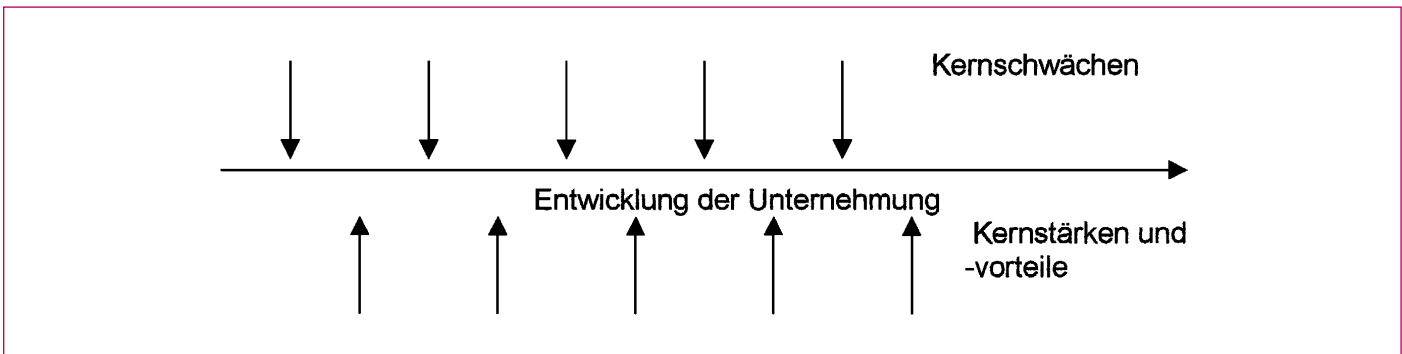 Kernschwächen
Entwicklung der Unternehmung
Kernstärken und
-vorteile